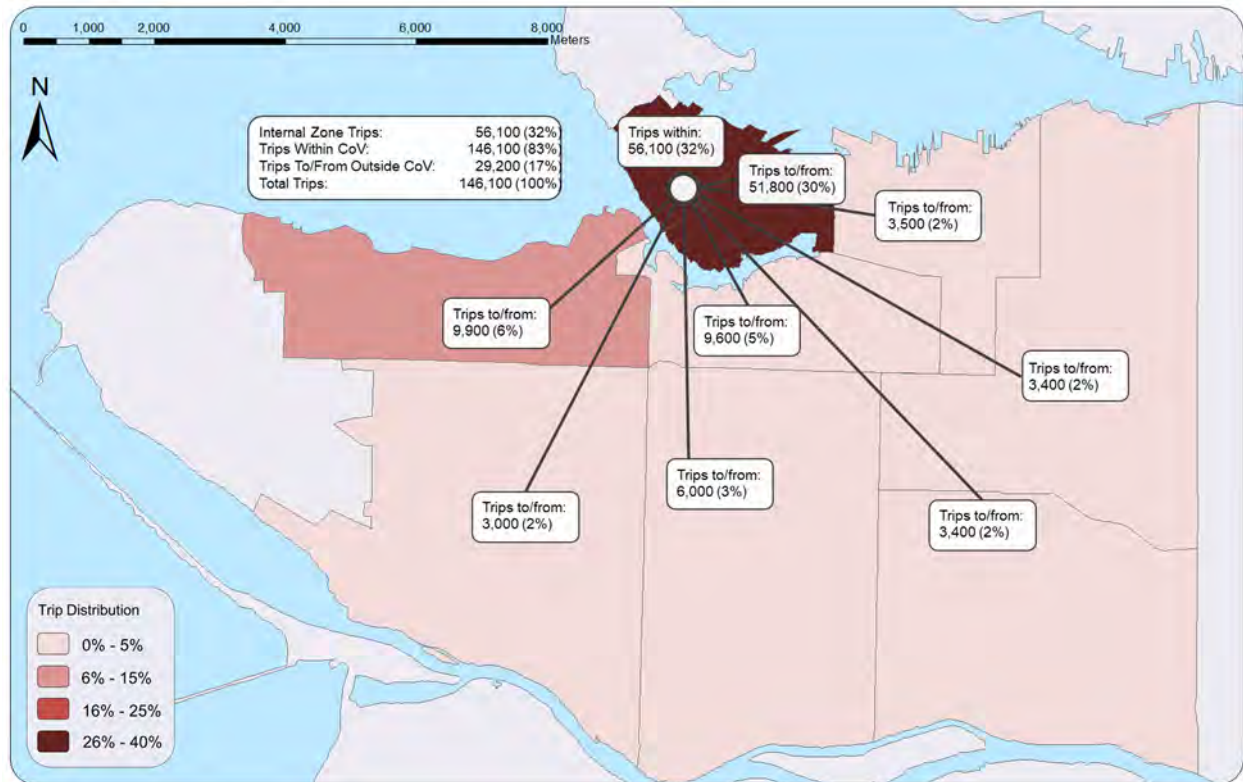 0 1,000 2,000 4,000 6,000 8,000
Meters
N
Internal Zone Trips: 56,100 (32%)
Trips Within CoV: 146,100 (83%)
Trips To/From Outside CoV: 29,200 (17%)
Total Trips: 146,100 (100%)
Trips within:
56,100 (32%)
Trips to/from:
51,800 (30%)
Trips to/from:
3,500 (2%)
Trips to/from:
9,900 (6%)
Trips to/from:
9,600 (5%)
Trips to/from:
3,400 (2%)
Trips to/from:
6,000 (3%)
Trips to/from:
3,000 (2%)
Trips to/from:
3,400 (2%)
Trip Distribution
0% - 5%
6% - 15%
16% - 25%
26% - 40%